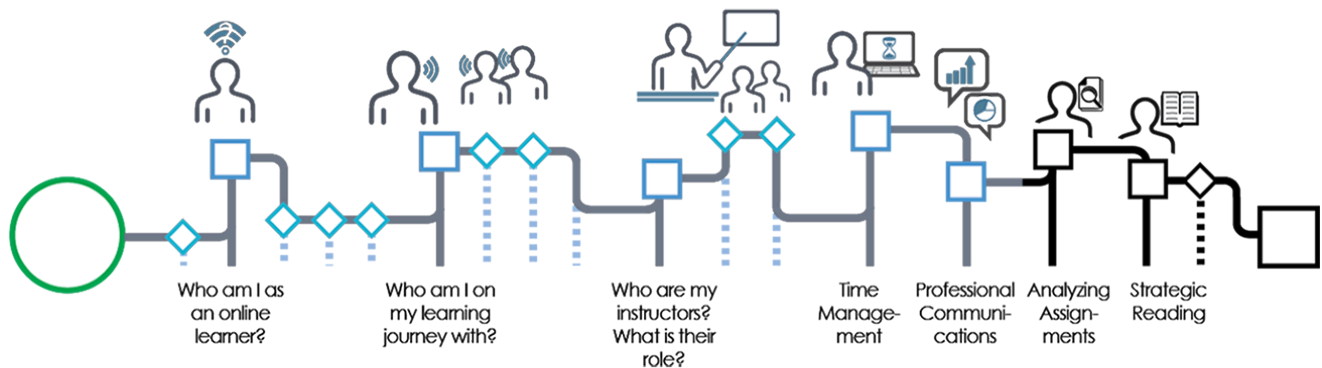 Who am I as
an online
learner?
Who am I on
my learning
journey with?
Who are my
instructors?
What is their
role?
Time
Manage-
ment
Professional
Communi-
cations
Analyzing
Assign-
ments
Strategic
Reading